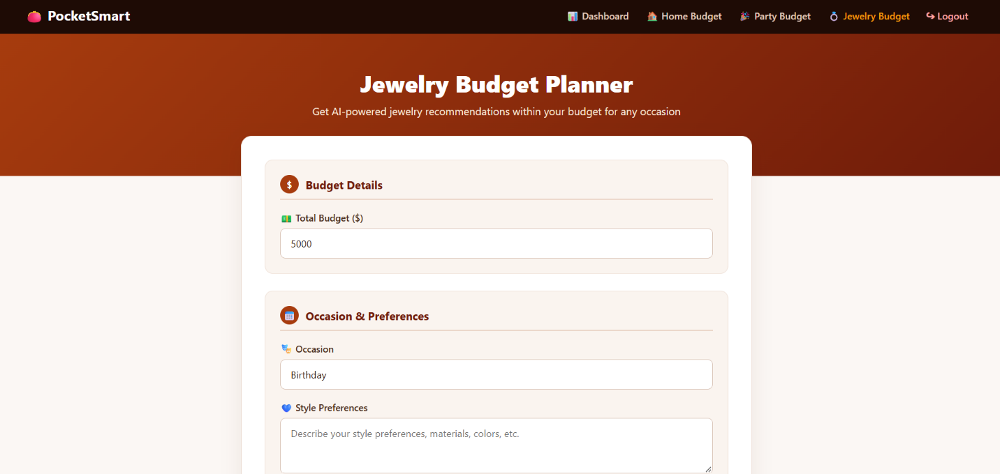 PocketSmart
Dashboard Home Budget Party Budget Jewelry Budget Logout
Jewelry Budget Planner
Get AI-powered jewelry recommendations within your budget for any occasion
$ Budget Details
Total Budget ($)
5000
Occasion & Preferences
Occasion
Birthday
Style Preferences
Describe your style preferences, materials, colors, etc.